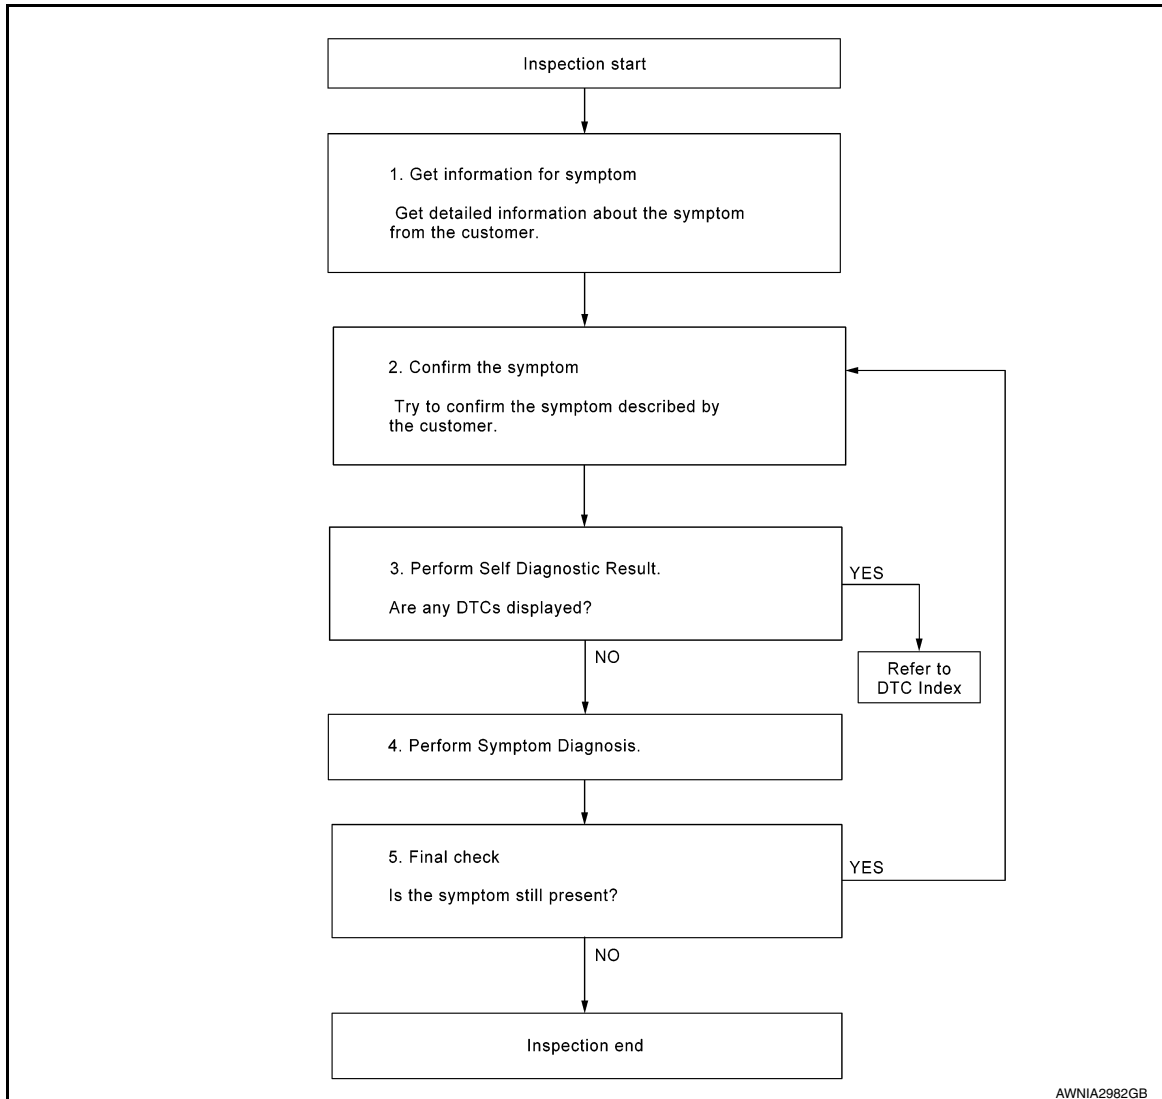 Inspection start
1. Get information for symptom
Get detailed information about the symptom
from the customer.
2. Confirm the symptom
Try to confirm the symptom described by
the customer.
3. Perform Self Diagnostic Result.
Are any DTCs displayed?
YES
Refer to
DTC Index
NO
4. Perform Symptom Diagnosis.
5. Final check
Is the symptom still present?
YES
NO
Inspection end
AWNIA2982GB